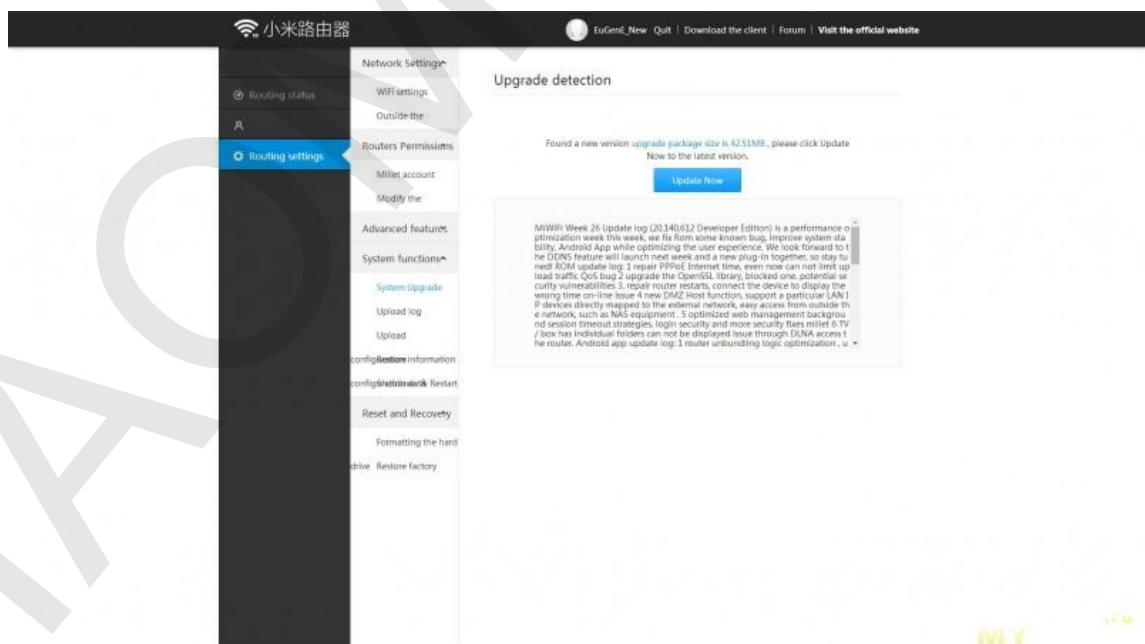 小米路由器
EuGenE_New Quit | Download the client | Forum | Visit the official website
Network Settings
Routing status
WiFi settings
Outside the
Routers Permissions
Routing settings
Millet account
Modify the
Advanced features
System functions
System Upgrade
Upload log
Upload
information
Restart
Reset and Recovery
Formatting the hard
drive Restore factory
Upgrade detection
Found a new version upgrade package size is 42.51MB., please click Update
Now to the latest version.
Update Now
MIWIFI Week 26 Update log (20,140,612 Developer Edition) is a performance o
ptimization week this week, we fix Rom some known bug, improve system sta
bility, Android App while optimizing the user experience. We look forward to t
he DDNS feature will launch next week and a new plug-in together, so stay tu
ned! ROM update log: 1 repair PPPoE Internet time, even now can not limit up
load traffic QoS bug 2 upgrade the OpenSSL library, blocked one. potential se
curity vulnerabilities 3. repair router restarts, connect the device to display the
wrong time on-line issue 4 new DMZ Host function, support a particular LAN I
P devices directly mapped to the external network, easy access from outside th
e network, such as NAS equipment . 5 optimized web management backgrou
nd session timeout strategies, login security and more security fixes millet 6 TV
/ box has individual folders can not be displayed issue through DLNA access t
he router. Android app update log: 1 router unbundling logic optimization , u
MY